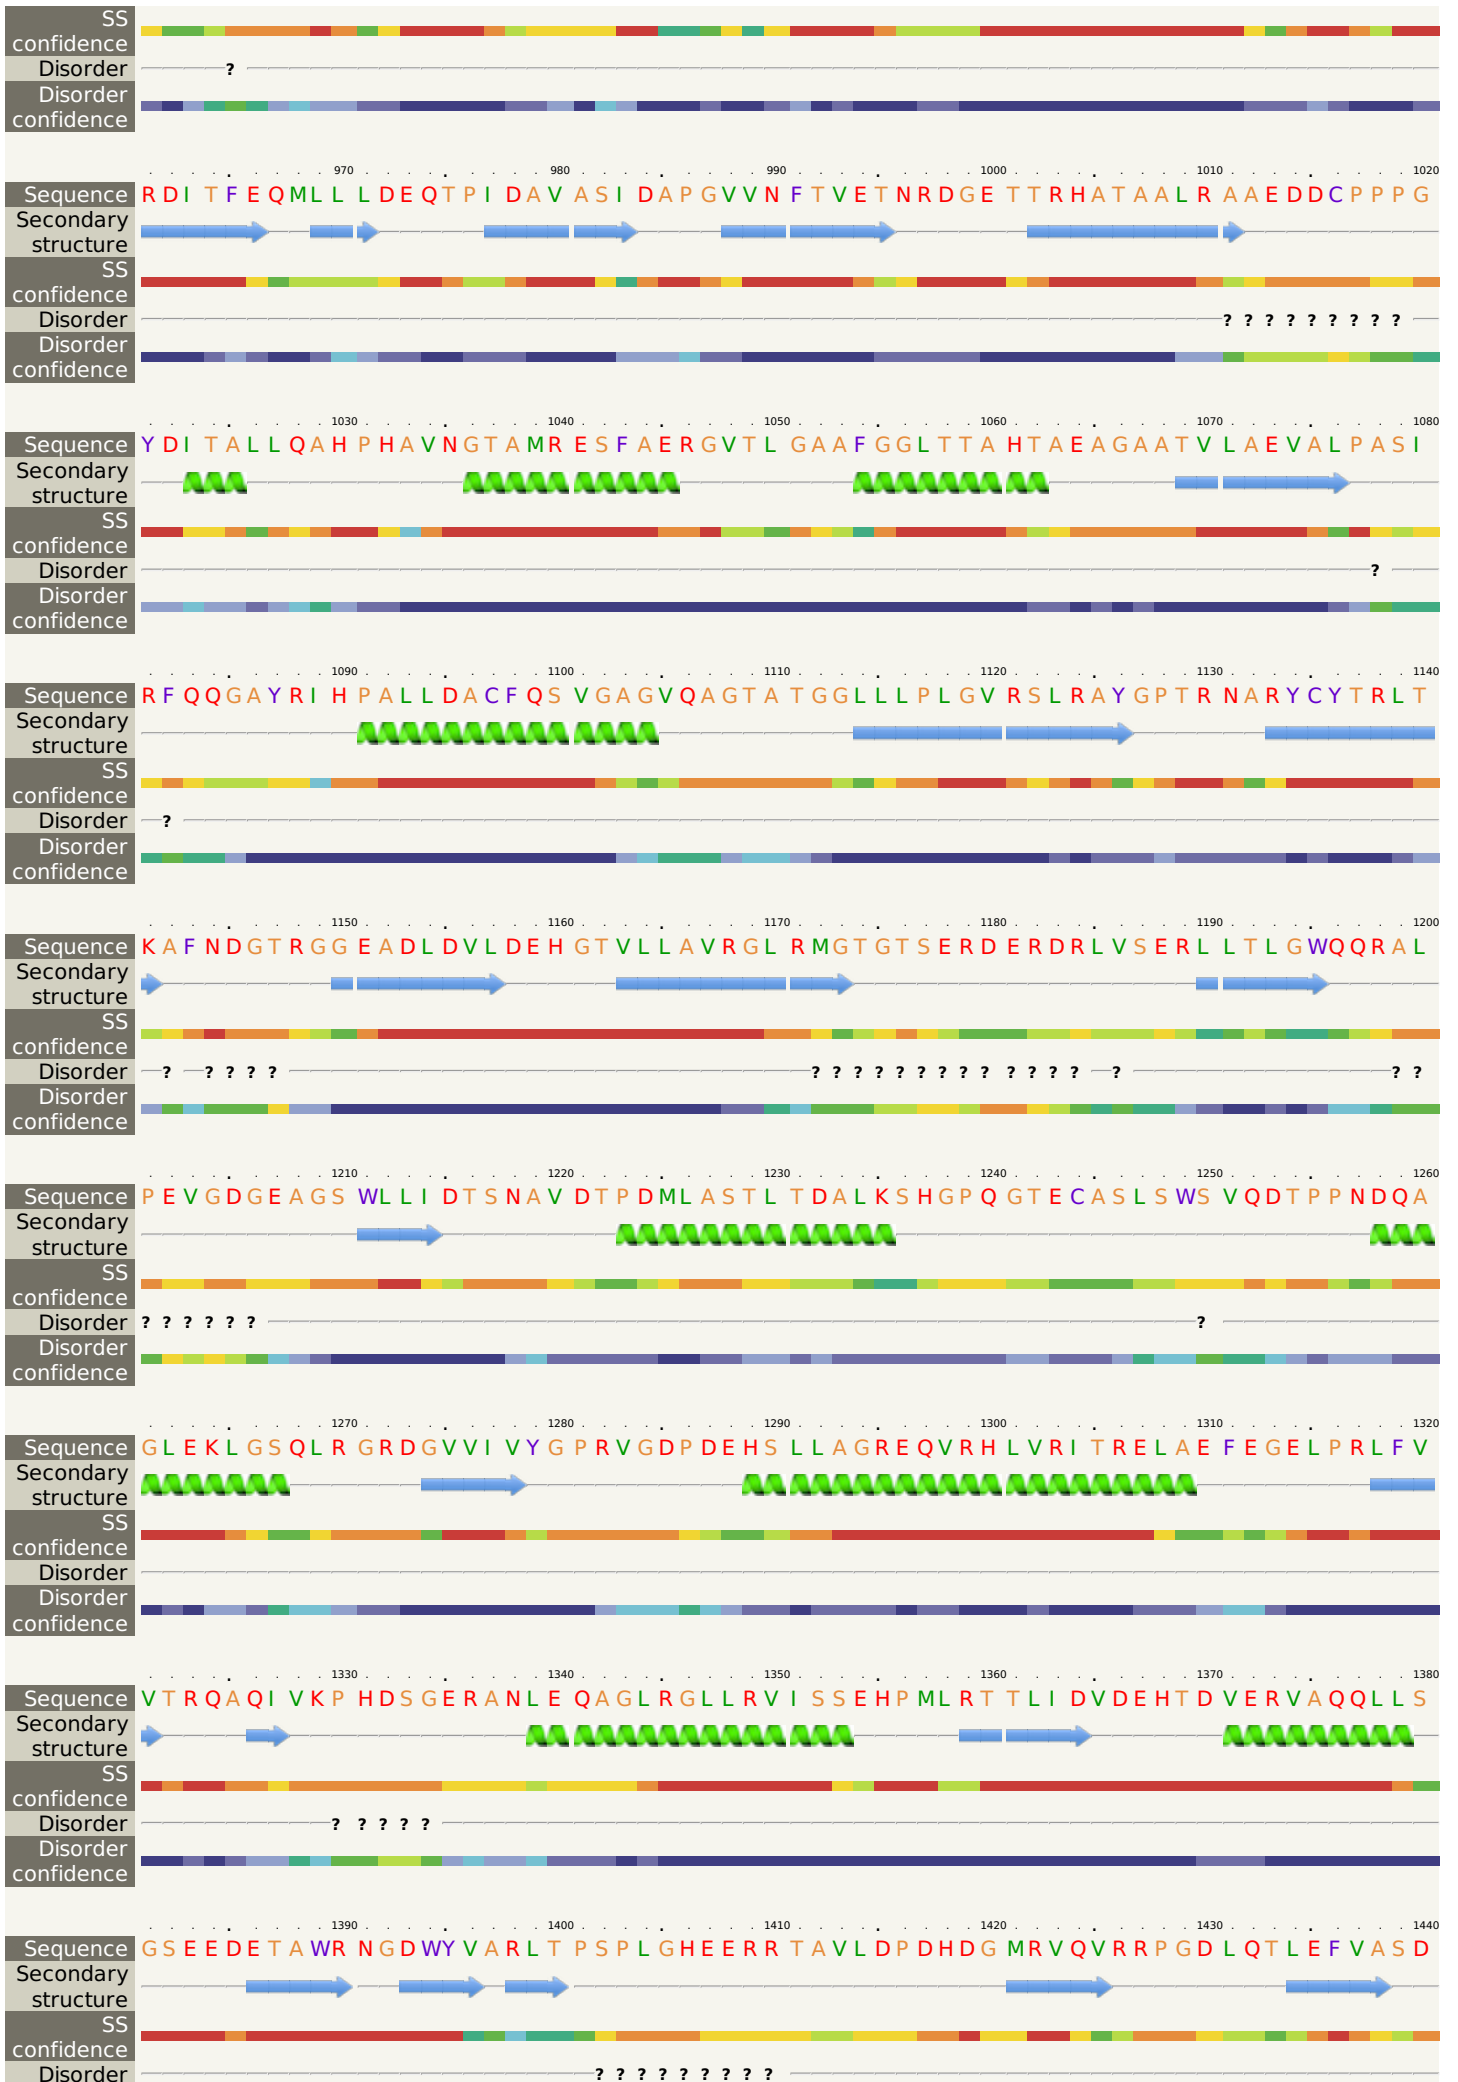 SS
confidence
Disorder ?
Disorder
confidence
970 980 990 1000 1010 1020
Sequence RDITFEQMLLLDEQTPIDAVASIDAPGVVNFTVETNRDGETTRHATAALRAAEDDCPPPG
Secondary
structure
SS
confidence
Disorder ? ? ? ? ? ? ? ? ?
Disorder
confidence
1030 1040 1050 1060 1070 1080
Sequence YDITALLQAHPHAVNGTAMRESFAERGVTLGAAFGGLTTAHTAEAGAATVLAEVALPASI
Secondary
structure
SS
confidence
Disorder ?
Disorder
confidence
1090 1100 1110 1120 1130 1140
Sequence RFQQGAYRIHPALLDACFQSVGAGVQAGTATGGLLLPLGVRSLRAYGPTRNARYCYTRLT
Secondary
structure
SS
confidence
Disorder ?
Disorder
confidence
1150 1160 1170 1180 1190 1200
Sequence KAFNDGTRGGEADLDVLDEHGTVLLAVRGLRMGTGTSERDERDRLVSERLLTLGWQQRAL
Secondary
structure
SS
confidence
Disorder ? ? ? ? ? ? ? ? ? ? ? ? ? ? ? ? ? ? ? ? ?
Disorder
confidence
1210 1220 1230 1240 1250 1260
Sequence PEVGDGEAGSWLLIDTSNAVDTPDMLASTLTDALKSHGPQGTECASLSWSVQDTPPNDQA
Secondary
structure
SS
confidence
Disorder ? ? ? ? ? ? ?
Disorder
confidence
1270 1280 1290 1300 1310 1320
Sequence GLEKLGSQLRGRDGVVIVYGPRVGDPDEHSLLAGREQVRHLVRITRELAEFEGELPRLFV
Secondary
structure
SS
confidence
Disorder
Disorder
confidence
1330 1340 1350 1360 1370 1380
Sequence VTRQAQIVKPHDSGERANLEQAGLRGLLRVISSEHPMLRTTLIDVDEHTDVERVAQQLLS
Secondary
structure
SS
confidence
Disorder ? ? ? ? ?
Disorder
confidence
1390 1400 1410 1420 1430 1440
Sequence GSEEDETAWRNGDWYVARLTPSPLGHEERRTAVLDPDHDGMRVQVRRPGDLQTLEFVASD
Secondary
structure
SS
confidence
Disorder ? ? ? ? ? ? ? ? ?